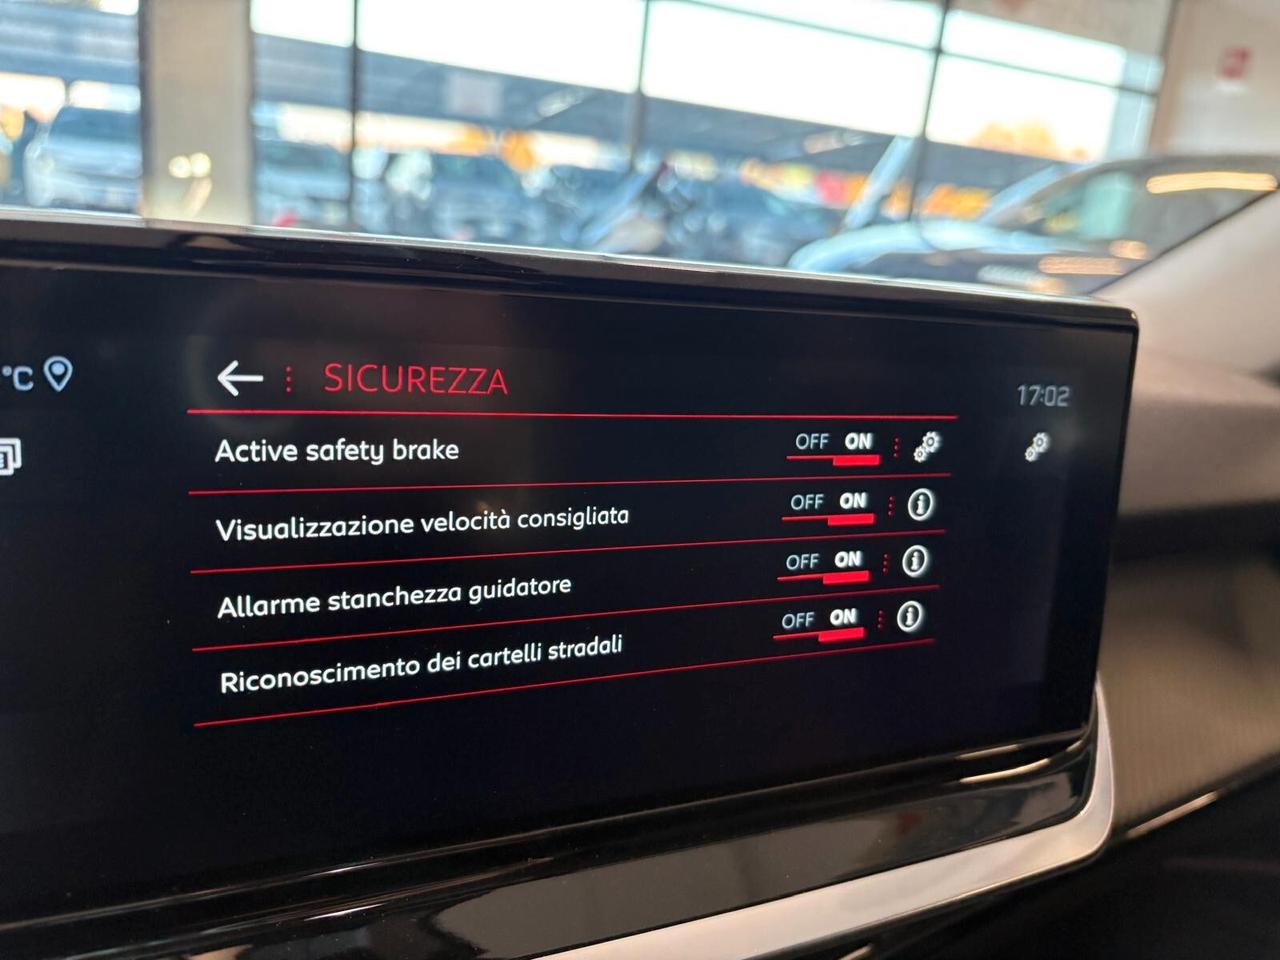 °C
SICUREZZA
17:02
Active safety brake OFF ON
Visualizzazione velocità consigliata OFF ON
Allarme stanchezza guidatore OFF ON
Riconoscimento dei cartelli stradali OFF ON